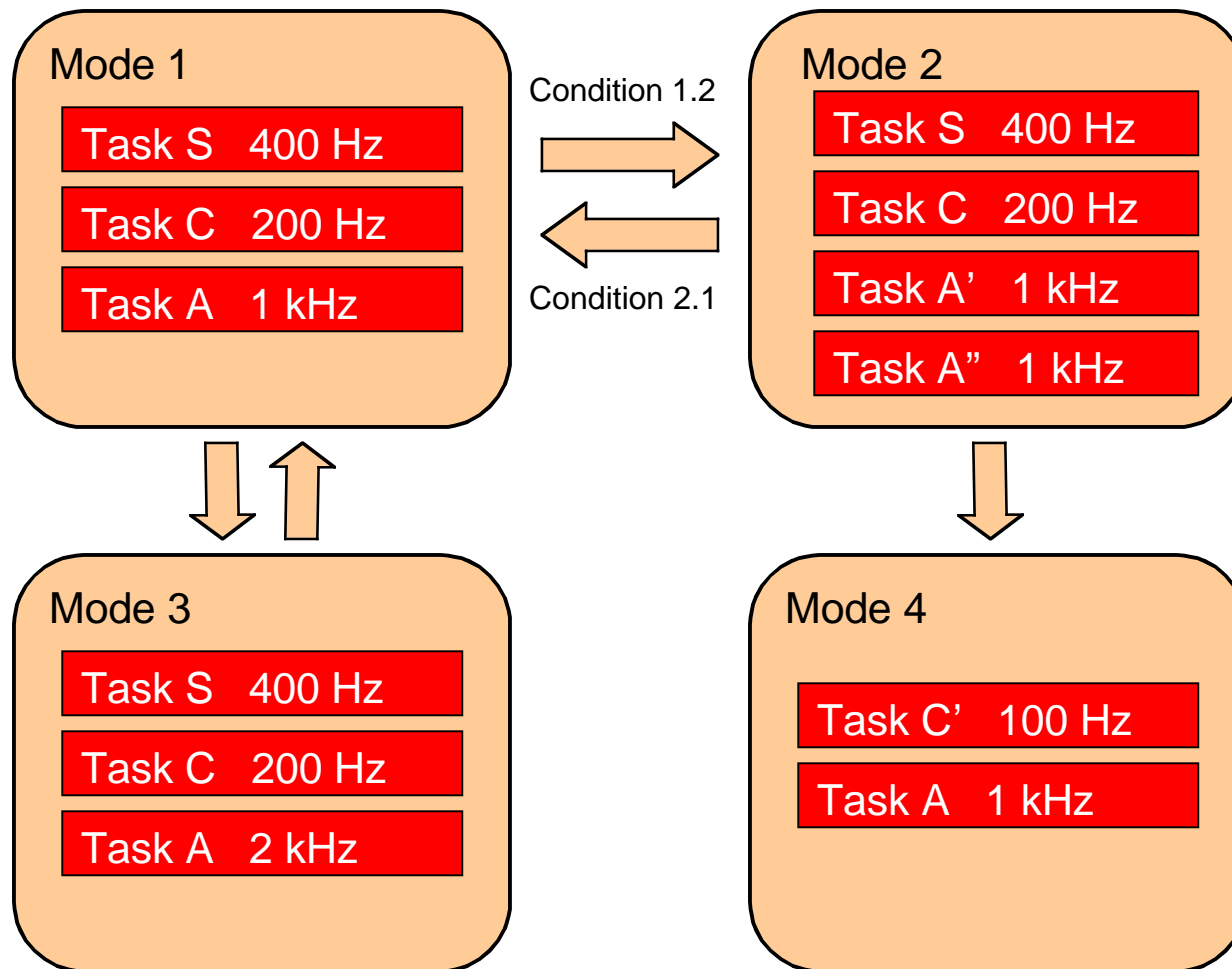 Mode 1
Task S 400 Hz
Task C 200 Hz
Task A 1 kHz
Condition 1.2
Condition 2.1
Mode 2
Task S 400 Hz
Task C 200 Hz
Task A’ 1 kHz
Task A” 1 kHz
Mode 3
Task S 400 Hz
Task C 200 Hz
Task A 2 kHz
Mode 4
Task C’ 100 Hz
Task A 1 kHz